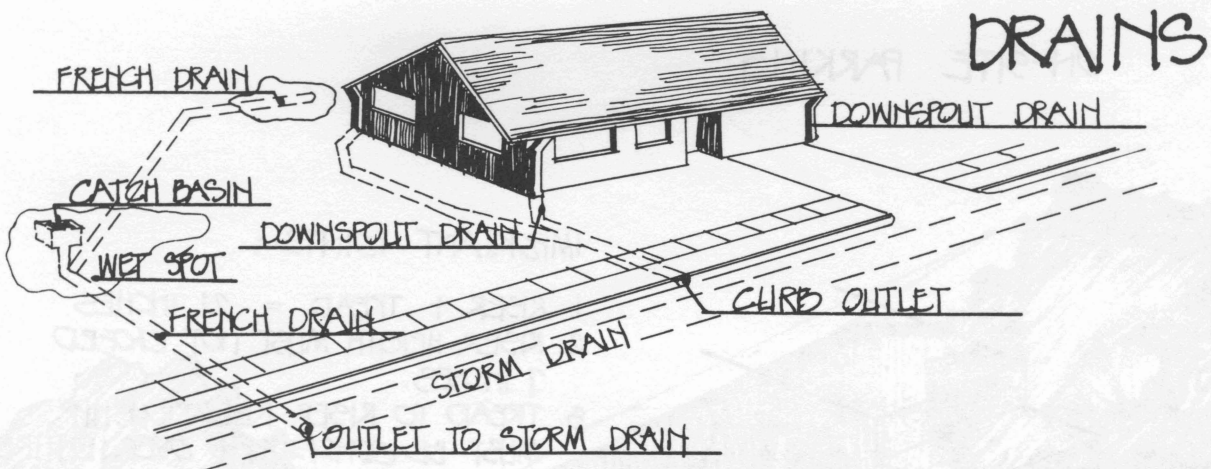 DRAINS
FRENCH DRAIN
DOWNSPOUT DRAIN
CATCH BASIN
DOWNSPOUT DRAIN
WET SPOT
CURB OUTLET
FRENCH DRAIN
STORM DRAIN
OUTLET TO STORM DRAIN